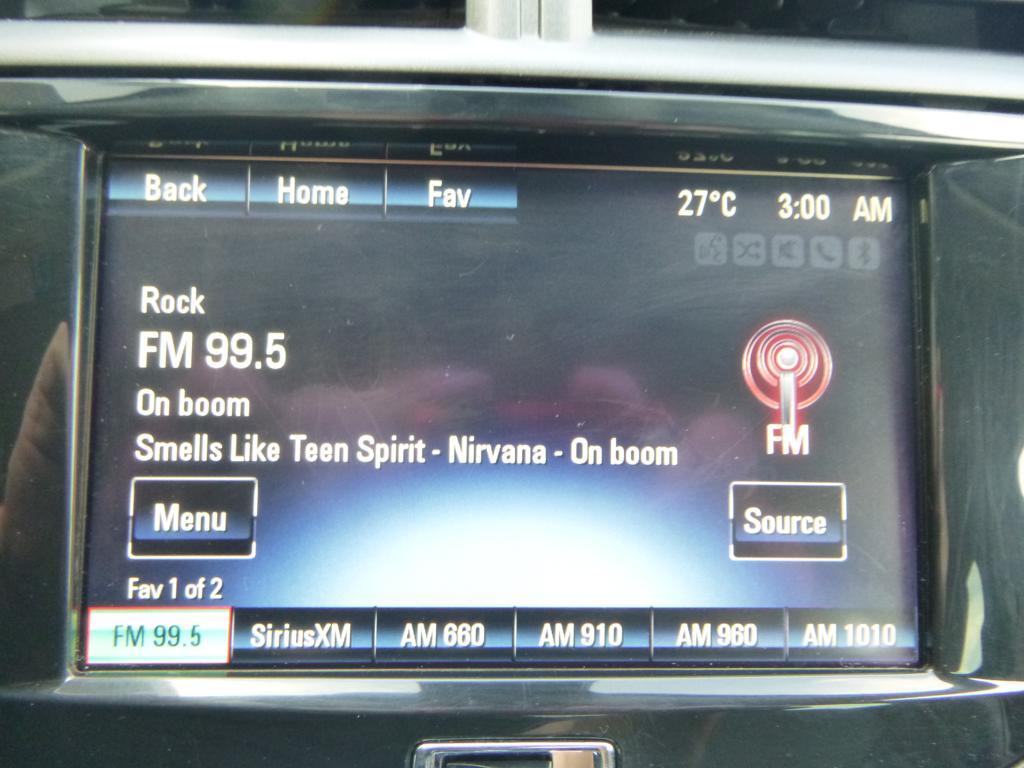 Back Home Fav 27°C 3:00 AM
Rock
FM 99.5
On boom
Smells Like Teen Spirit - Nirvana - On boom
FM
Menu Source
Fav 1 of 2
FM 99.5 SiriusXM AM 660 AM 910 AM 960 AM 1010